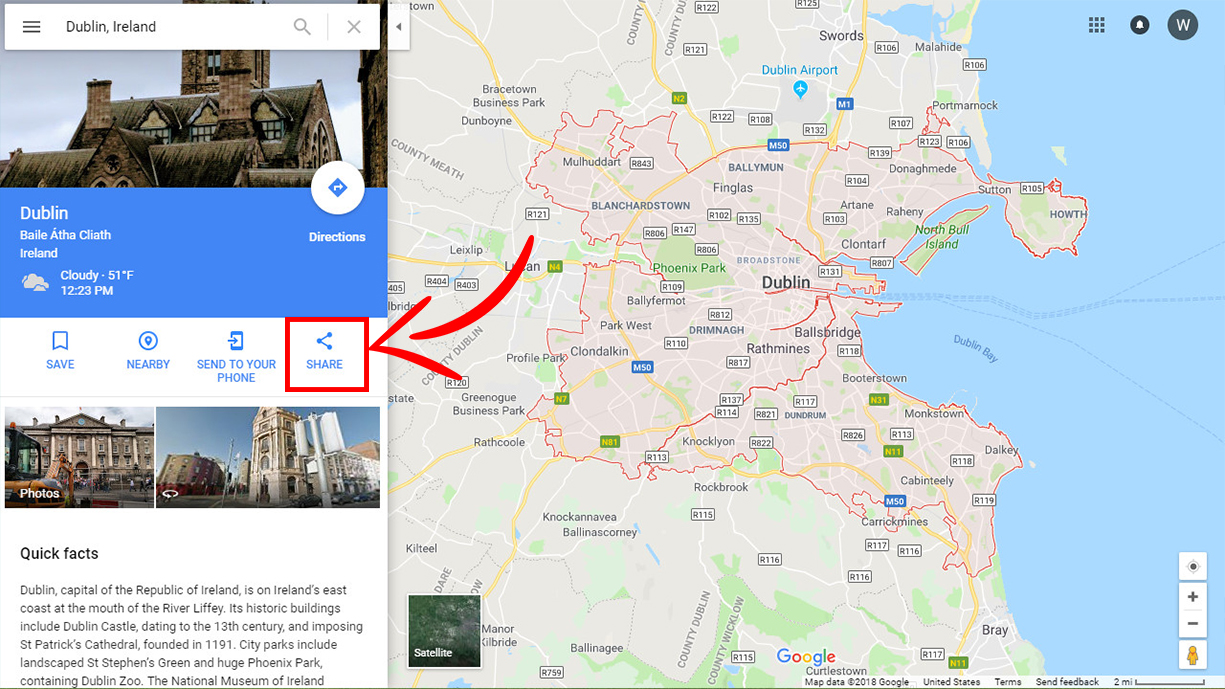 Dublin, Ireland
W
Dublin
Baile Átha Cliath
Ireland
Cloudy · 51°F
12:23 PM
Directions
SAVE
NEARBY
SEND TO YOUR
PHONE
SHARE
Photos
Quick facts
Dublin, capital of the Republic of Ireland, is on Ireland's east
coast at the mouth of the River Liffey. Its historic buildings
include Dublin Castle, dating to the 13th century, and imposing
St Patrick's Cathedral, founded in 1191. City parks include
landscaped St Stephen's Green and huge Phoenix Park,
containing Dublin Zoo. The National Museum of Ireland
town
R122
R125
COUNTY
COUNTY DUBLIN
Swords
R121
R106
Malahide
R106
Dublin Airport
Bracetown
Business Park
N2
M1
Portmarnock
Dunboyne
R122
R108
R132
R107
R123
R106
COUNTY MEATH
M50
R139
Mulhuddart
R843
BALLYMUN
Donaghmede
Finglas
R104
Sutton
R105
BLANCHARDSTOWN
Artane
Raheny
HOWTH
R121
R102
R135
R103
R806
R147
North Bull
Island
Leixlip
R806
Clontarf
Lucan
N4
Phoenix Park
BROADSTONE
R807
R131
R404
R403
R109
Dublin
R405
Ballyfermot
R812
Park West
DRIMNAGH
Ballsbridge
COUNTY DUBLIN
Profile Park
Clondalkin
R110
Rathmines
R118
Dublin Bay
R817
M50
R120
Booterstown
Greenogue
Business Park
N7
R137
R117
N31
R114
R821
DUNDRUM
Monkstown
Rathcoole
N81
Knocklyon
R822
R826
R113
R113
N11
Dalkey
R118
Rockbrook
Cabinteely
M50
R119
Knockannavea
R115
Carrickmines
Ballinascorney
R117
R116
Kilteel
R116
R116
COUNTY DUBLIN
COUNTY WICKLOW
Satellite
Manor
Kilbride
Bray
Ballinagee
R115
R117
N11
R759
Google
Curtlestown
Map data ©2018 Google
United States
Terms
Send feedback
2 mi